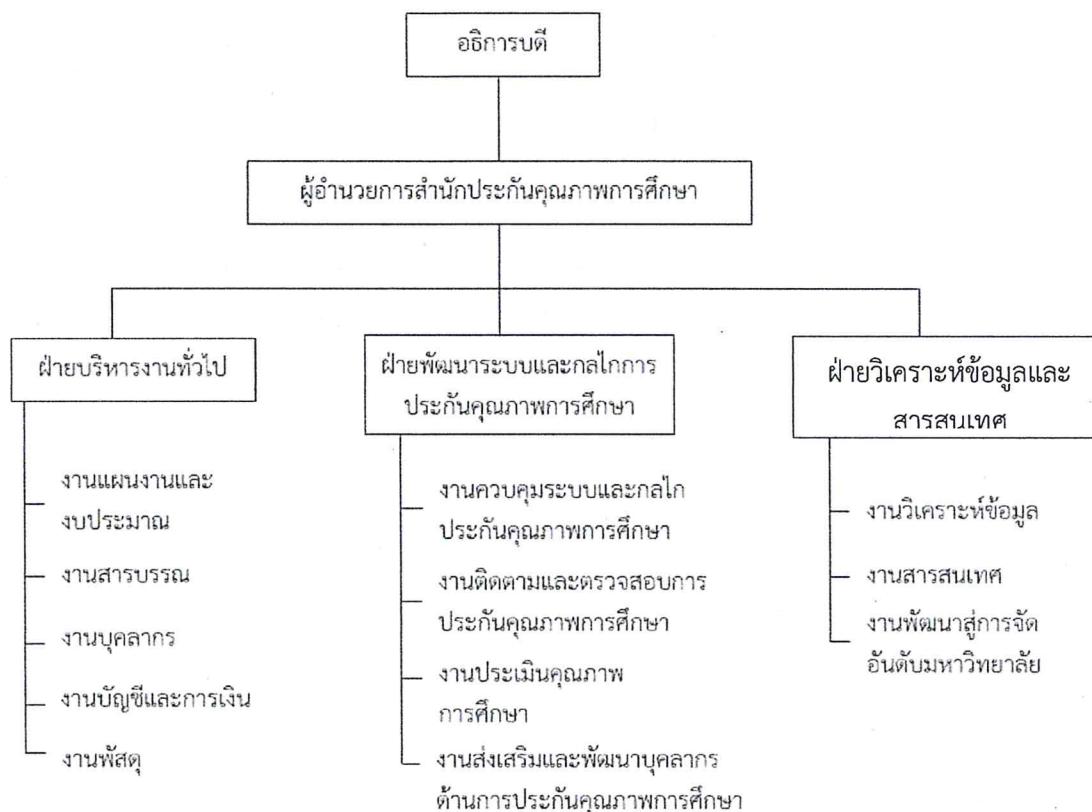 อธิการบดี
ผู้อำนวยการสำนักประกันคุณภาพการศึกษา
ฝ่ายบริหารงานทั่วไป
งานแผนงานและ
งบประมาณ
งานสารบรรณ
งานบุคลากร
งานบัญชีและการเงิน
งานพัสดุ
ฝ่ายพัฒนาระบบและกลไกการ
ประกันคุณภาพการศึกษา
งานควบคุมระบบและกลไก
ประกันคุณภาพการศึกษา
งานติดตามและตรวจสอบการ
ประกันคุณภาพการศึกษา
งานประเมินคุณภาพ
การศึกษา
งานส่งเสริมและพัฒนาบุคลากร
ด้านการประกันคุณภาพการศึกษา
ฝ่ายวิเคราะห์ข้อมูลและ
สารสนเทศ
งานวิเคราะห์ข้อมูล
งานสารสนเทศ
งานพัฒนาสู่การจัด
อันดับมหาวิทยาลัย